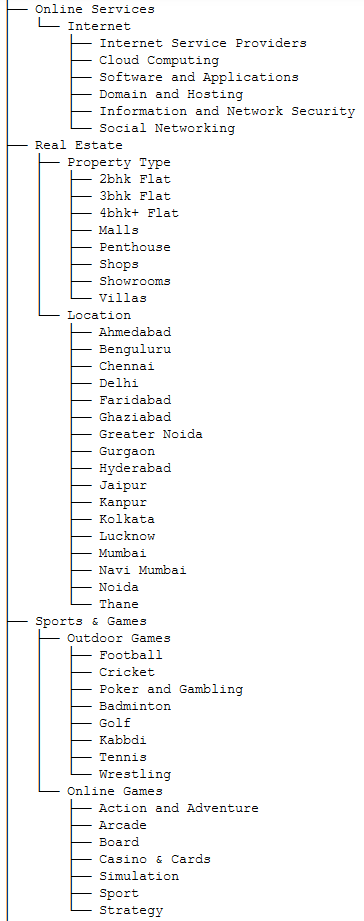 Online Services
Internet
Internet Service Providers
Cloud Computing
Software and Applications
Domain and Hosting
Information and Network Security
Social Networking
Real Estate
Property Type
2bhk Flat
3bhk Flat
4bhk+ Flat
Malls
Penthouse
Shops
Showrooms
Villas
Location
Ahmedabad
Benguluru
Chennai
Delhi
Faridabad
Ghaziabad
Greater Noida
Gurgaon
Hyderabad
Jaipur
Kanpur
Kolkata
Lucknow
Mumbai
Navi Mumbai
Noida
Thane
Sports & Games
Outdoor Games
Football
Cricket
Poker and Gambling
Badminton
Golf
Kabbdi
Tennis
Wrestling
Online Games
Action and Adventure
Arcade
Board
Casino & Cards
Simulation
Sport
Strategy